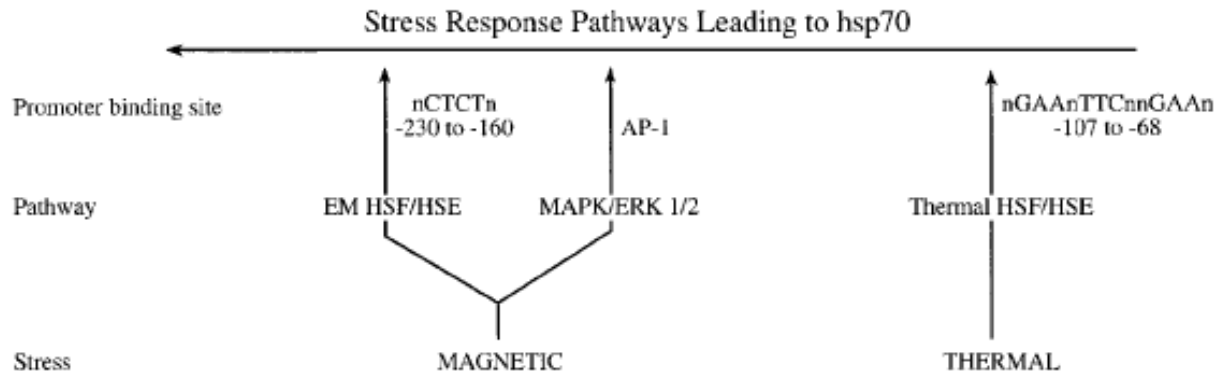 Stress Response Pathways Leading to hsp70
Promoter binding site
nCTCTn
-230 to -160
AP-1
nGAAnTTCnnGAAn
-107 to -68
Pathway
EM HSF/HSE
MAPK/ERK 1/2
Thermal HSF/HSE
Stress
MAGNETIC
THERMAL